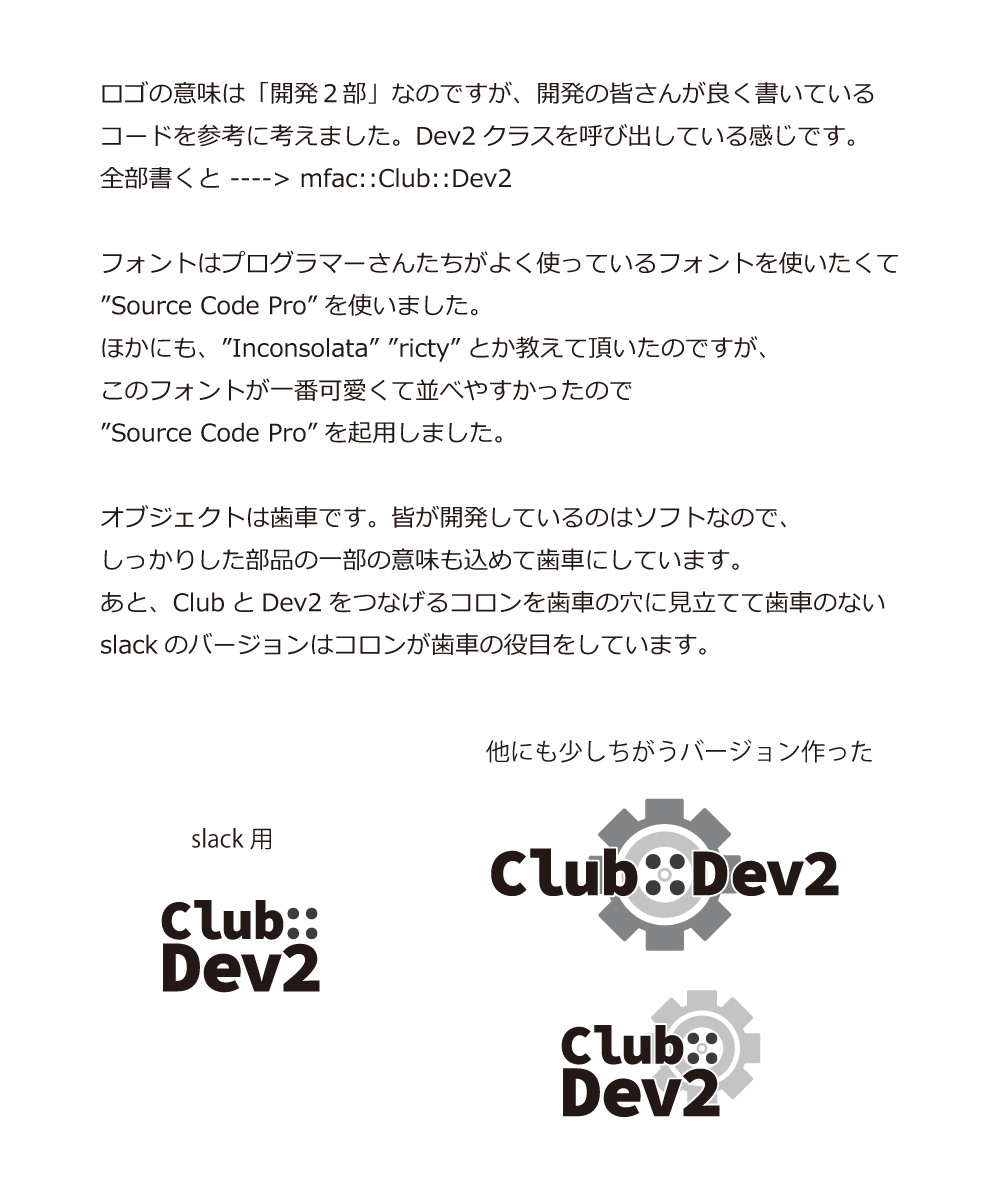 ロゴの意味は「開発２部」なのですが、開発の皆さんが良く書いている
コードを参考に考えました。Dev2 クラスを呼び出している感じです。
全部書くと ----> mfac::Club::Dev2
フォントはプログラマーさんたちがよく使っているフォントを使いたくて
”Source Code Pro” を使いました。
ほかにも、”Inconsolata” ”ricty” とか教えて頂いたのですが、
このフォントが一番可愛くて並べやすかったので
”Source Code Pro” を起用しました。
オブジェクトは歯車です。皆が開発しているのはソフトなので、
しっかりした部品の一部の意味も込めて歯車にしています。
あと、Club と Dev2 をつなげるコロンを歯車の穴に見立てて歯車のない
slack のバージョンはコロンが歯車の役目をしています。
他にも少しちがうバージョン作った
slack 用
Club::Dev2
Club::
Dev2
Club::
Dev2